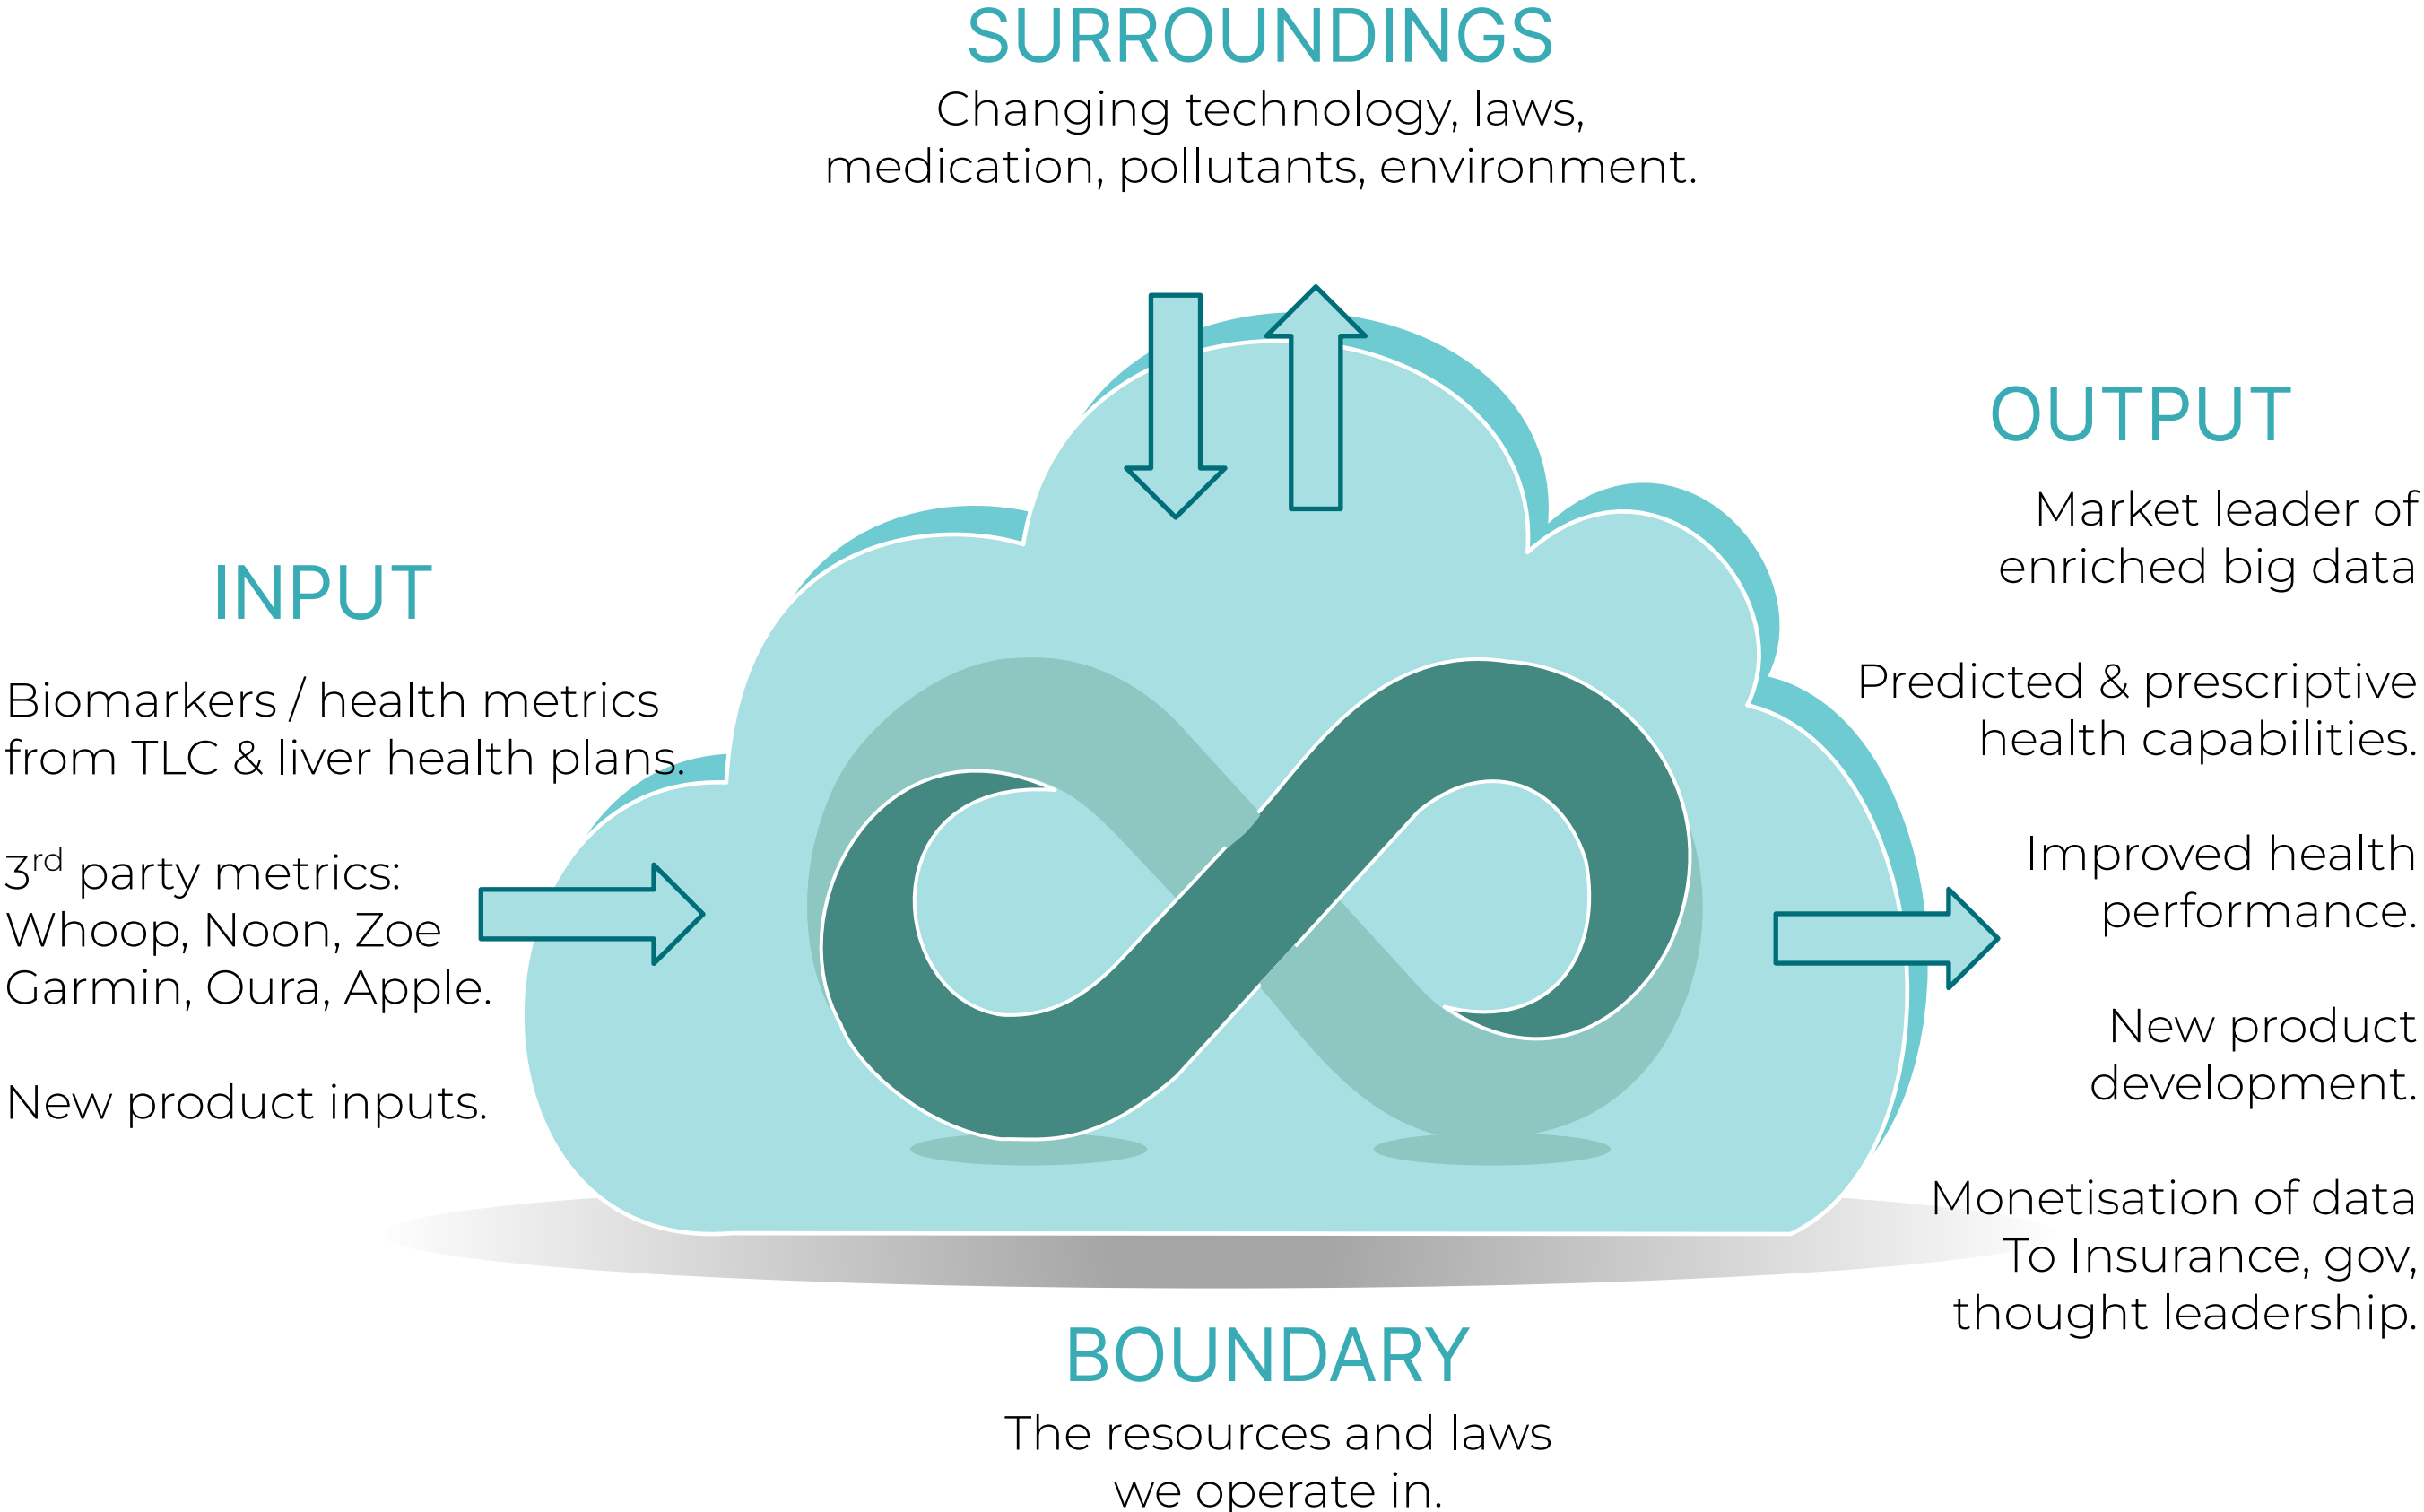 SURROUNDINGS
Changing technology, laws,
medication, pollutants, environment.
INPUT
Biomarkers / health metrics
from TLC & liver health plans.
3rd party metrics:
Whoop, Noon, Zoe
Garmin, Oura, Apple.
New product inputs.
OUTPUT
Market leader of
enriched big data
Predicted & prescriptive
health capabilities.
Improved health
performance.
New product
development.
Monetisation of data
To Insurance, gov,
thought leadership.
BOUNDARY
The resources and laws
we operate in.